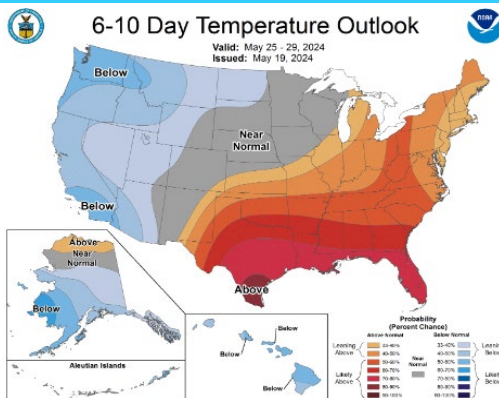 6-10 Day Temperature Outlook
Valid: May 25 - 29, 2024
Issued: May 19, 2024
NOAA
Below
Near
Normal
Below
Above
Above
Near
Normal
Below
Aleutian Islands
Below
Below
Below
Probability
(Percent Chance)
Above Normal
Below Normal
Leaning
Above
Likely
Above
Near
Normal
33-40%
40-50%
50-60%
60-70%
70-80%
80-90%
90-100%
33-40%
40-50%
50-60%
60-70%
70-80%
80-90%
90-100%